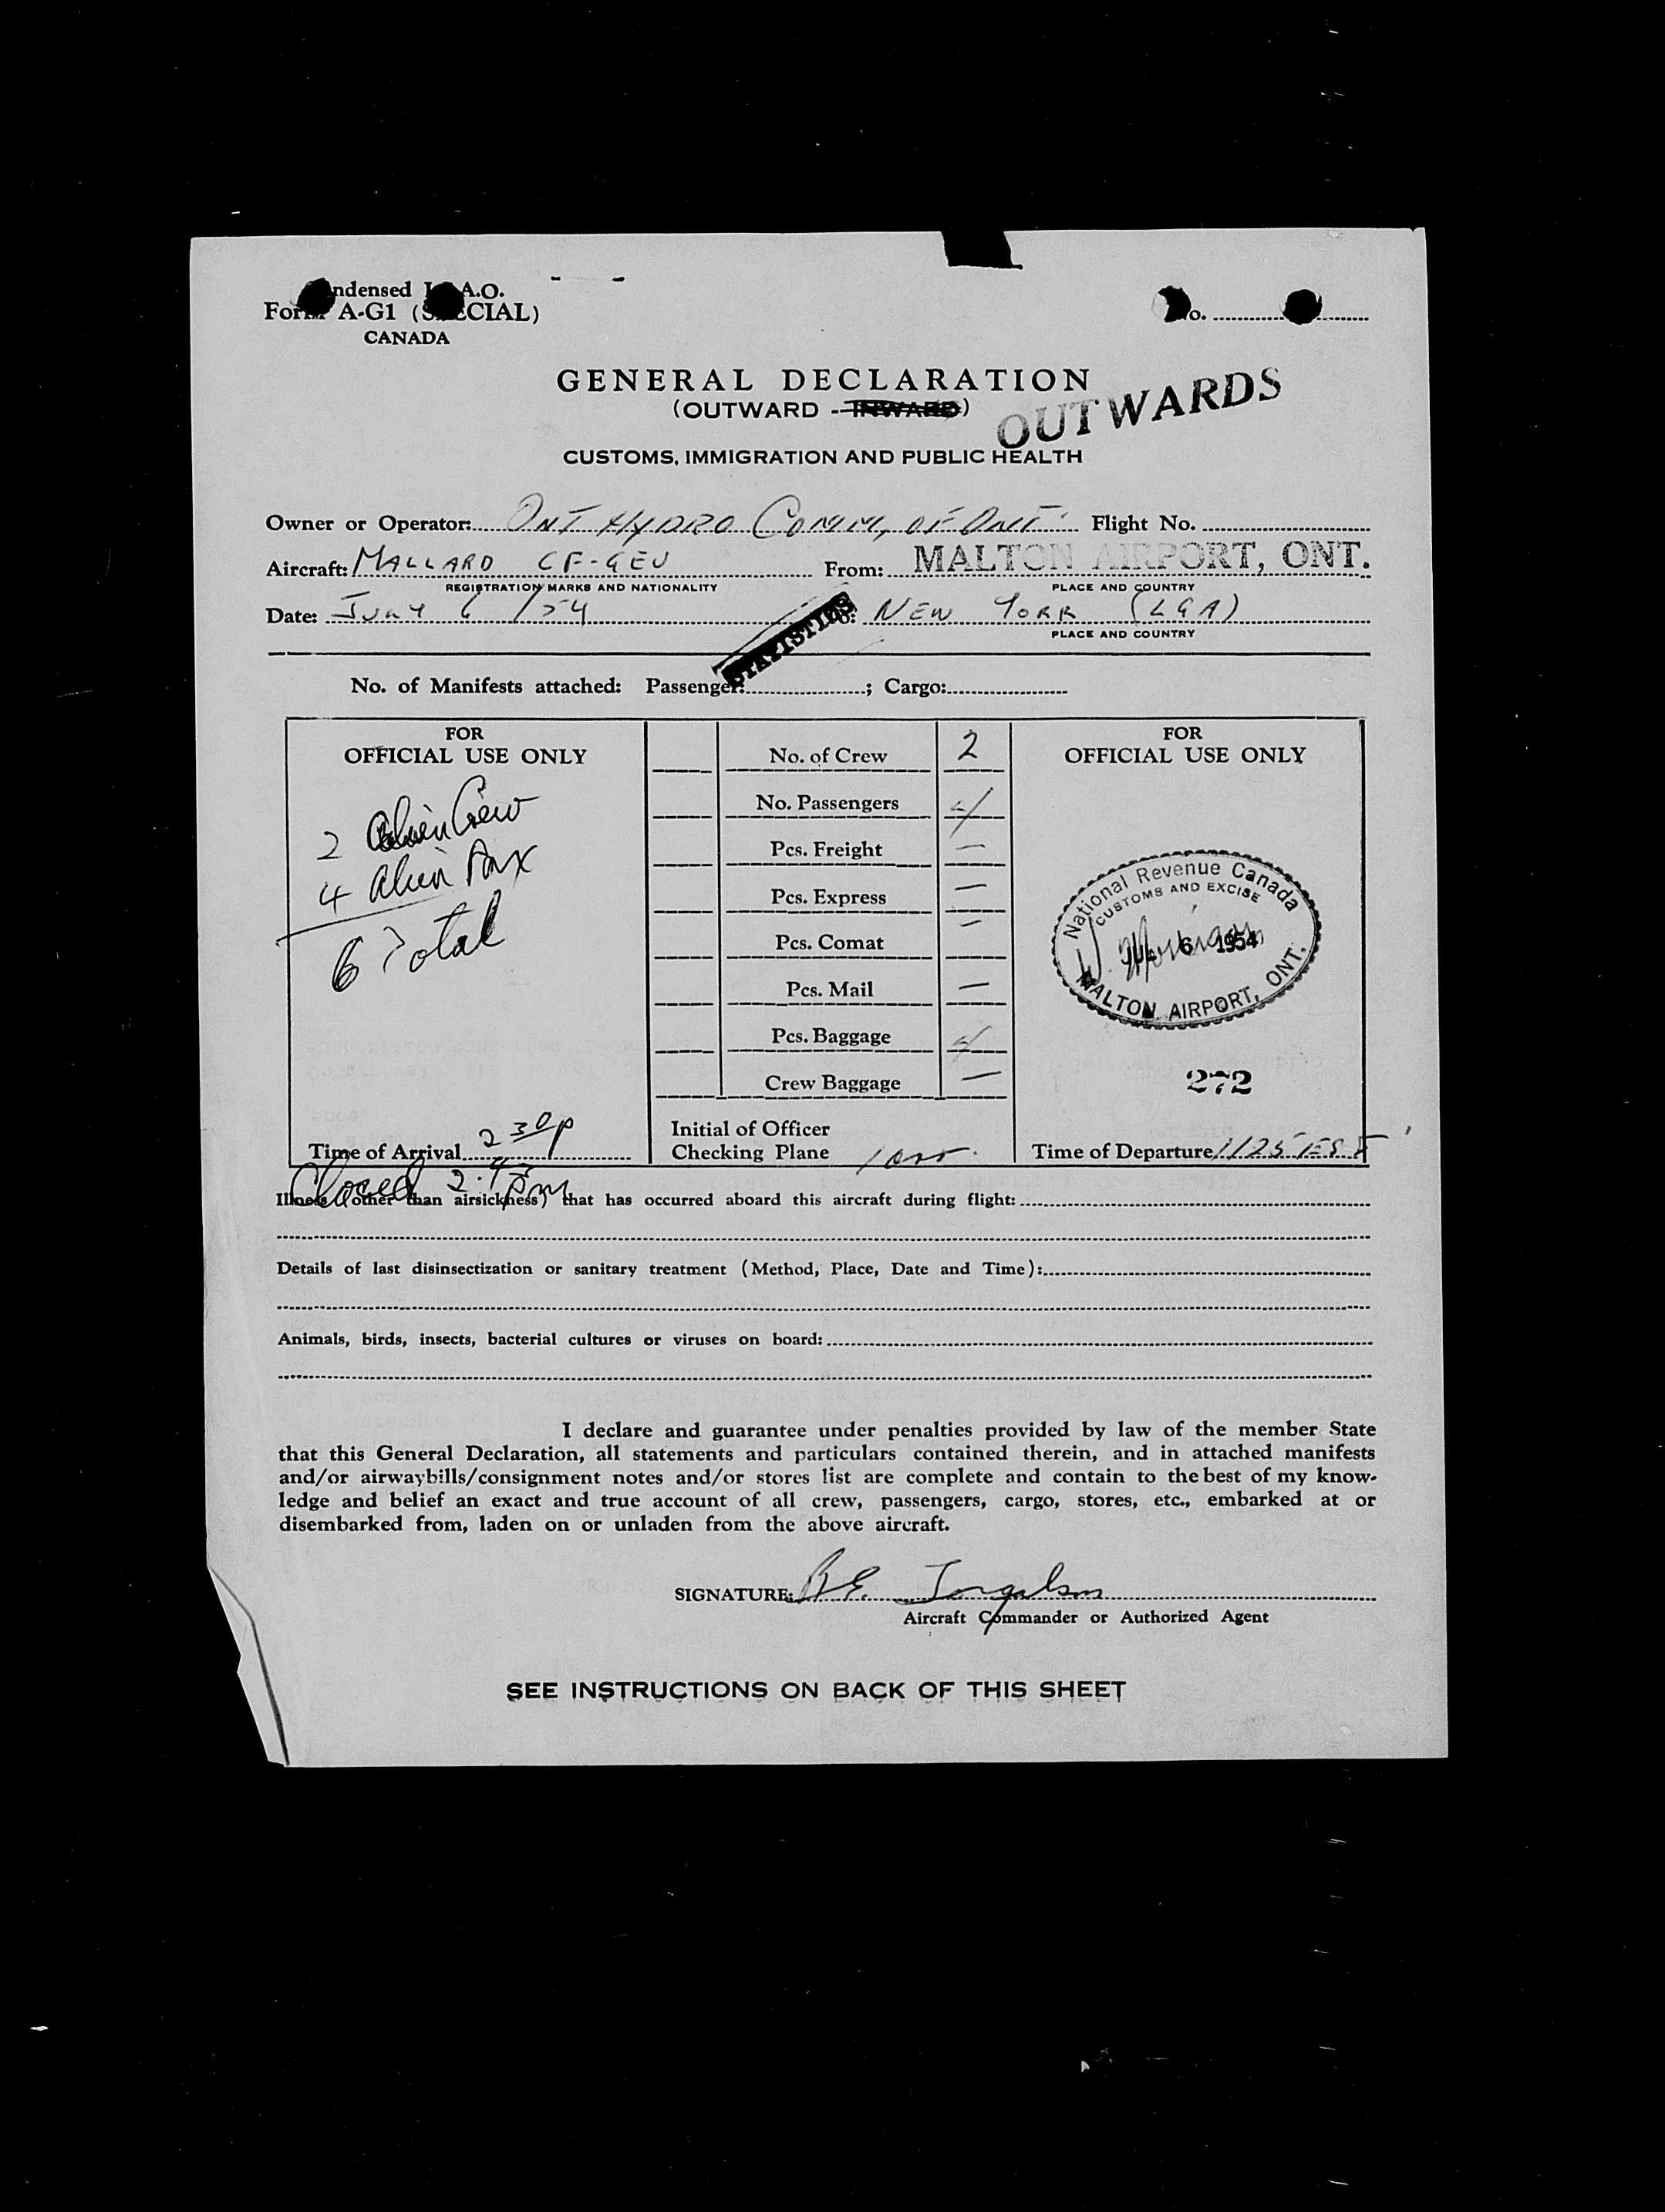 ndensed I A.O.
Form A-G1 (S CIAL)
CANADA
No.
GENERAL DECLARATION
(OUTWARD - INWARD)
OUTWARDS
CUSTOMS, IMMIGRATION AND PUBLIC HEALTH
Owner or Operator: ONT HYDRO COMM, OF ONT Flight No.
Aircraft: MALLARD CF-GEU From: MALTON AIRPORT, ONT.
REGISTRATION MARKS AND NATIONALITY PLACE AND COUNTRY
Date: JULY 6 /54 STATISTICS : NEW YORK (LGA)
PLACE AND COUNTRY
No. of Manifests attached: Passenger: ; Cargo:
FOR
OFFICIAL USE ONLY
2 Alien Crew
4 alien Pax
6 Total
Time of Arrival 2 30p
Closed 2.45 pm
No. of Crew 2
No. Passengers 4
Pcs. Freight —
Pcs. Express —
Pcs. Comat —
Pcs. Mail —
Pcs. Baggage 4
Crew Baggage —
Initial of Officer
Checking Plane
FOR
OFFICIAL USE ONLY
National Revenue Canada
CUSTOMS AND EXCISE
JUL 6 1954
MALTON AIRPORT, ONT.
272
Time of Departure 1125 EST
Illness (other than airsickness) that has occurred aboard this aircraft during flight:
Details of last disinsectization or sanitary treatment (Method, Place, Date and Time):
Animals, birds, insects, bacterial cultures or viruses on board:
I declare and guarantee under penalties provided by law of the member State
that this General Declaration, all statements and particulars contained therein, and in attached manifests
and/or airwaybills/consignment notes and/or stores list are complete and contain to the best of my know-
ledge and belief an exact and true account of all crew, passengers, cargo, stores, etc., embarked at or
disembarked from, laden on or unladen from the above aircraft.
SIGNATURE: B.E. Torgalson
Aircraft Commander or Authorized Agent
SEE INSTRUCTIONS ON BACK OF THIS SHEET